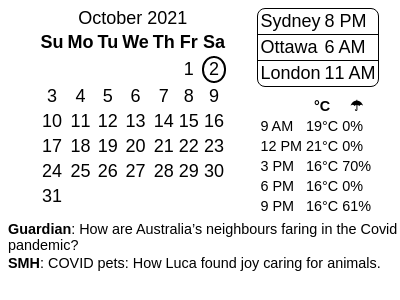 October 2021
Su Mo Tu We Th Fr Sa
1 2
3 4 5 6 7 8 9
10 11 12 13 14 15 16
17 18 19 20 21 22 23
24 25 26 27 28 29 30
31
Sydney 8 PM
Ottawa 6 AM
London 11 AM
°C ☂
9 AM 19°C 0%
12 PM 21°C 0%
3 PM 16°C 70%
6 PM 16°C 0%
9 PM 16°C 61%
Guardian: How are Australia’s neighbours faring in the Covid
pandemic?
SMH: COVID pets: How Luca found joy caring for animals.